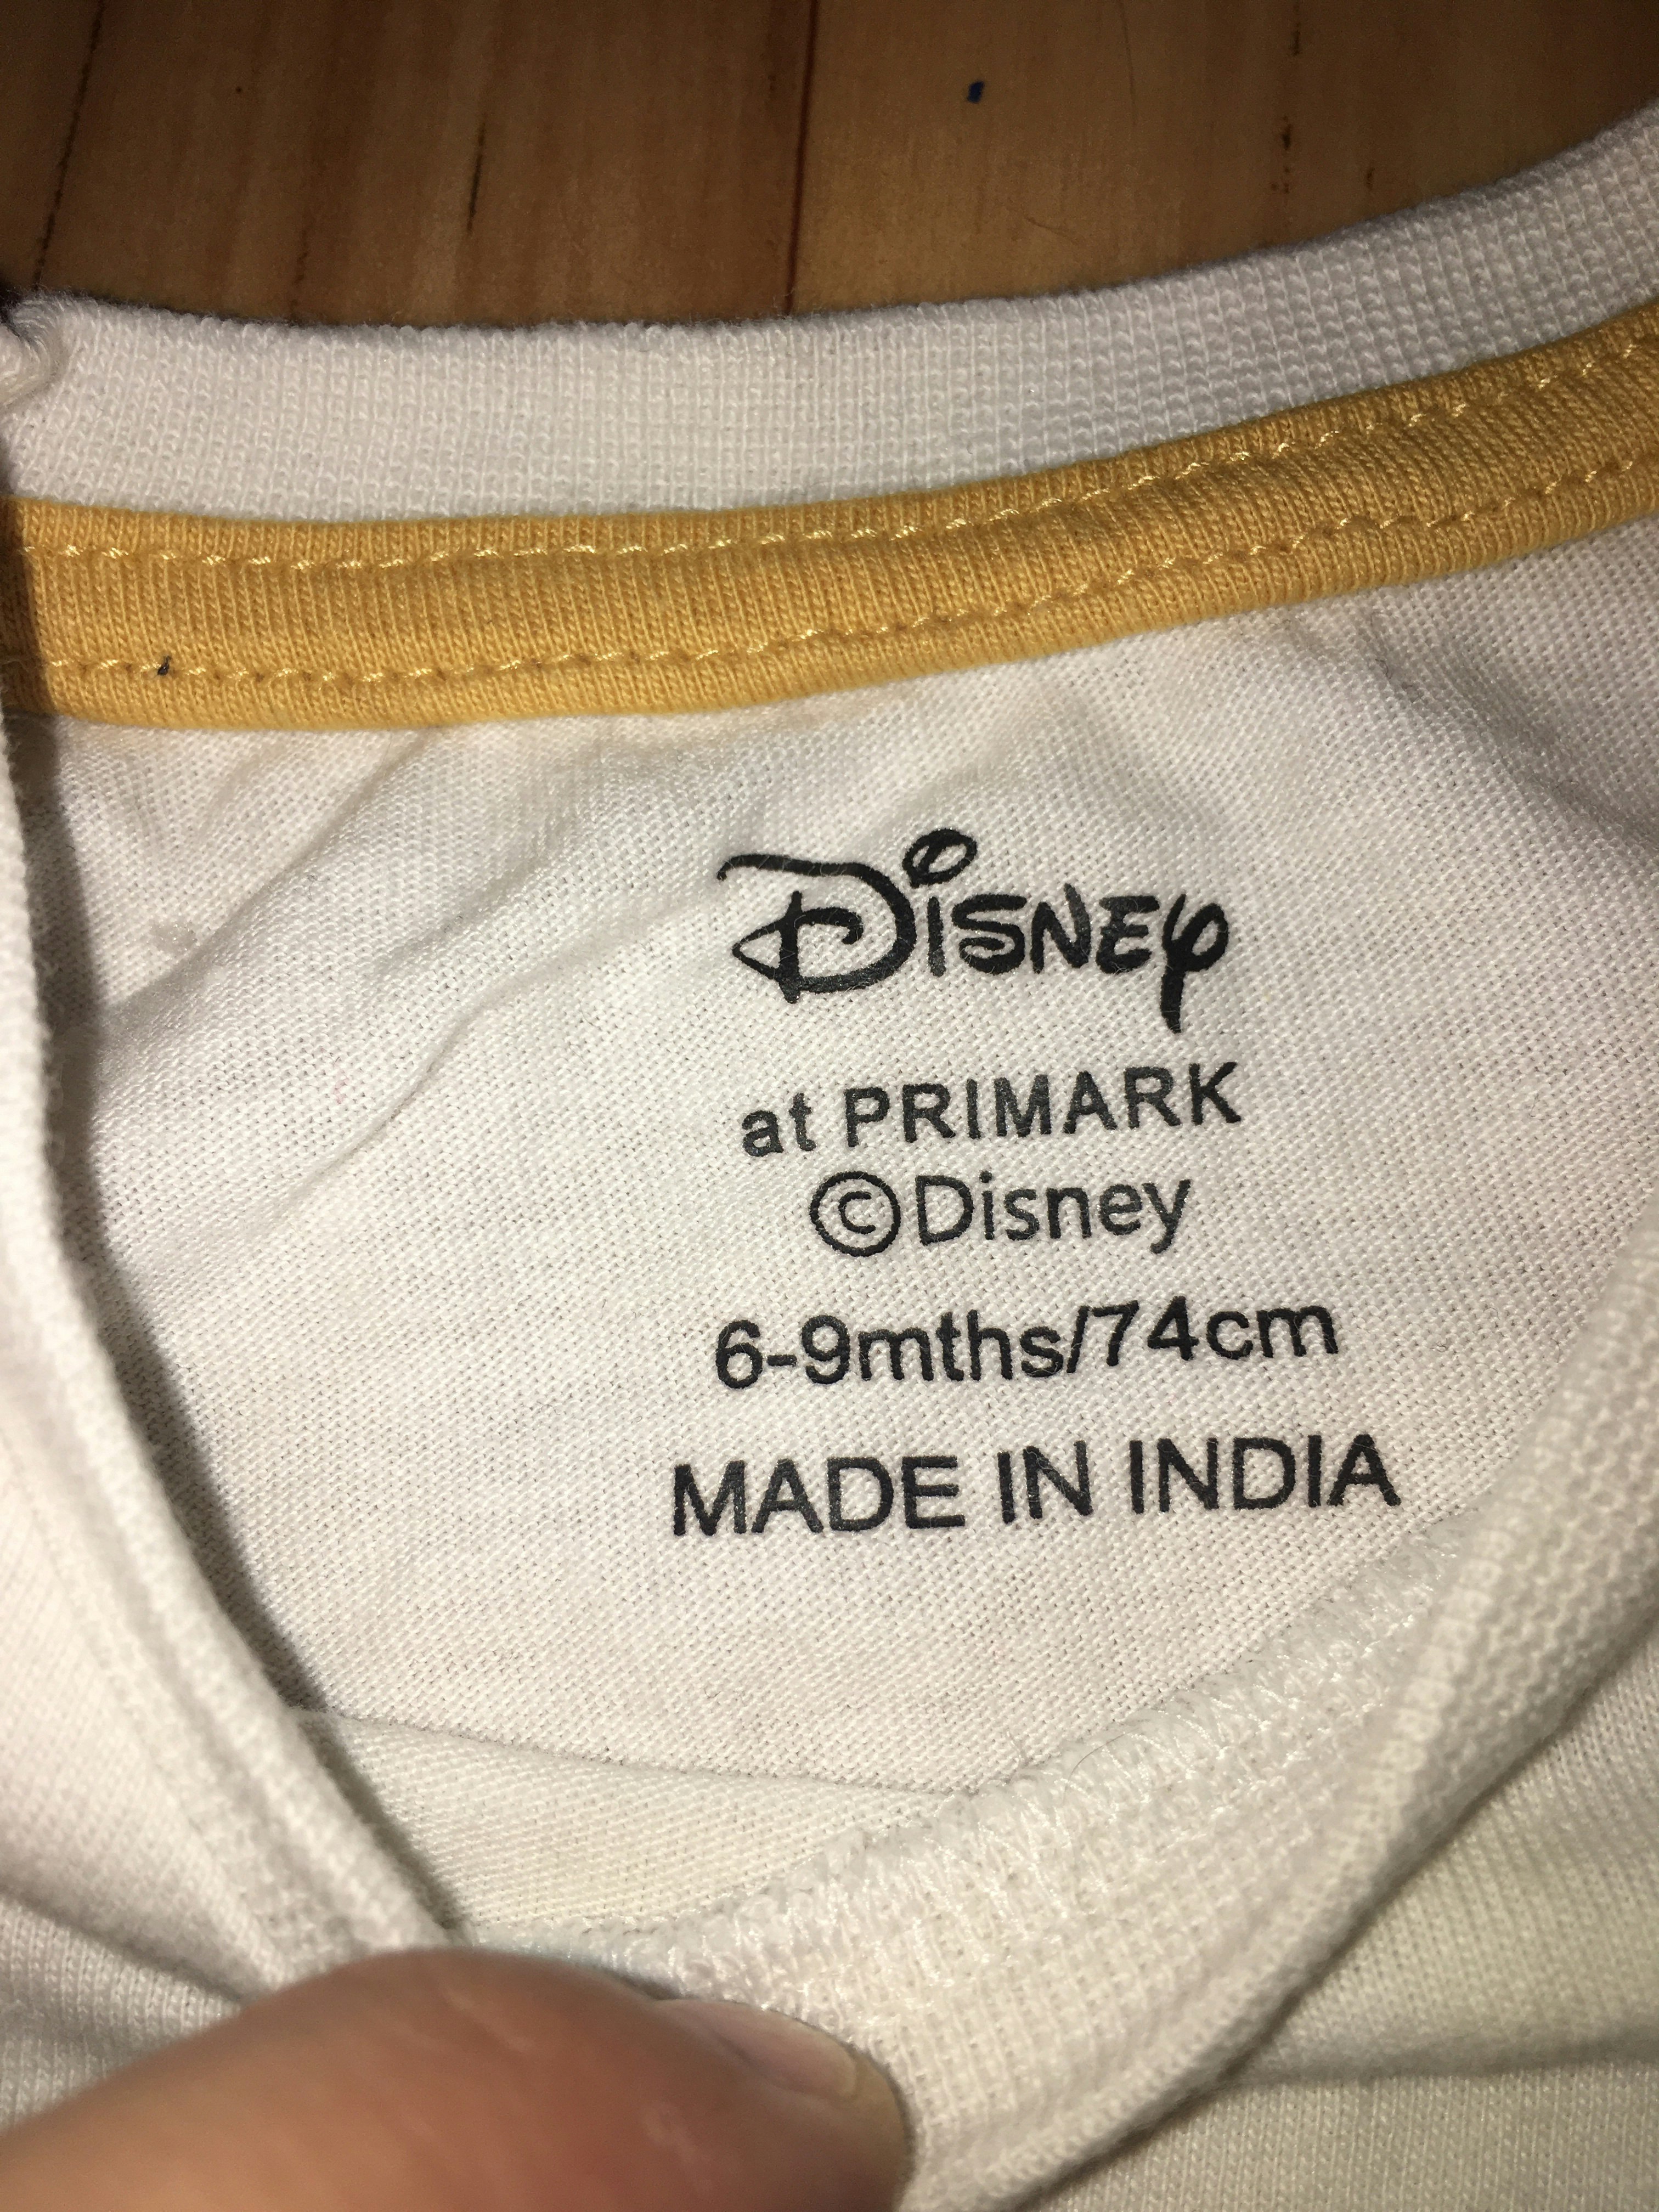 Disney
at PRIMARK
©Disney
6-9mths/74cm
MADE IN INDIA